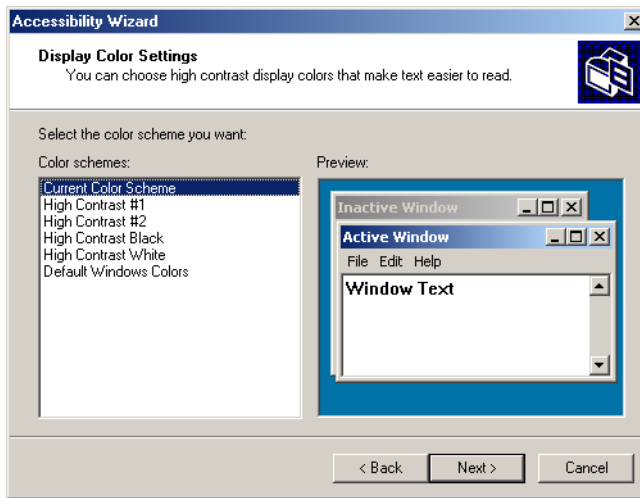 Accessibility Wizard
Display Color Settings
You can choose high contrast display colors that make text easier to read.
Select the color scheme you want:
Color schemes:
Current Color Scheme
High Contrast #1
High Contrast #2
High Contrast Black
High Contrast White
Default Windows Colors
Preview:
Inactive Window
Active Window
File Edit Help
Window Text
< Back Next > Cancel